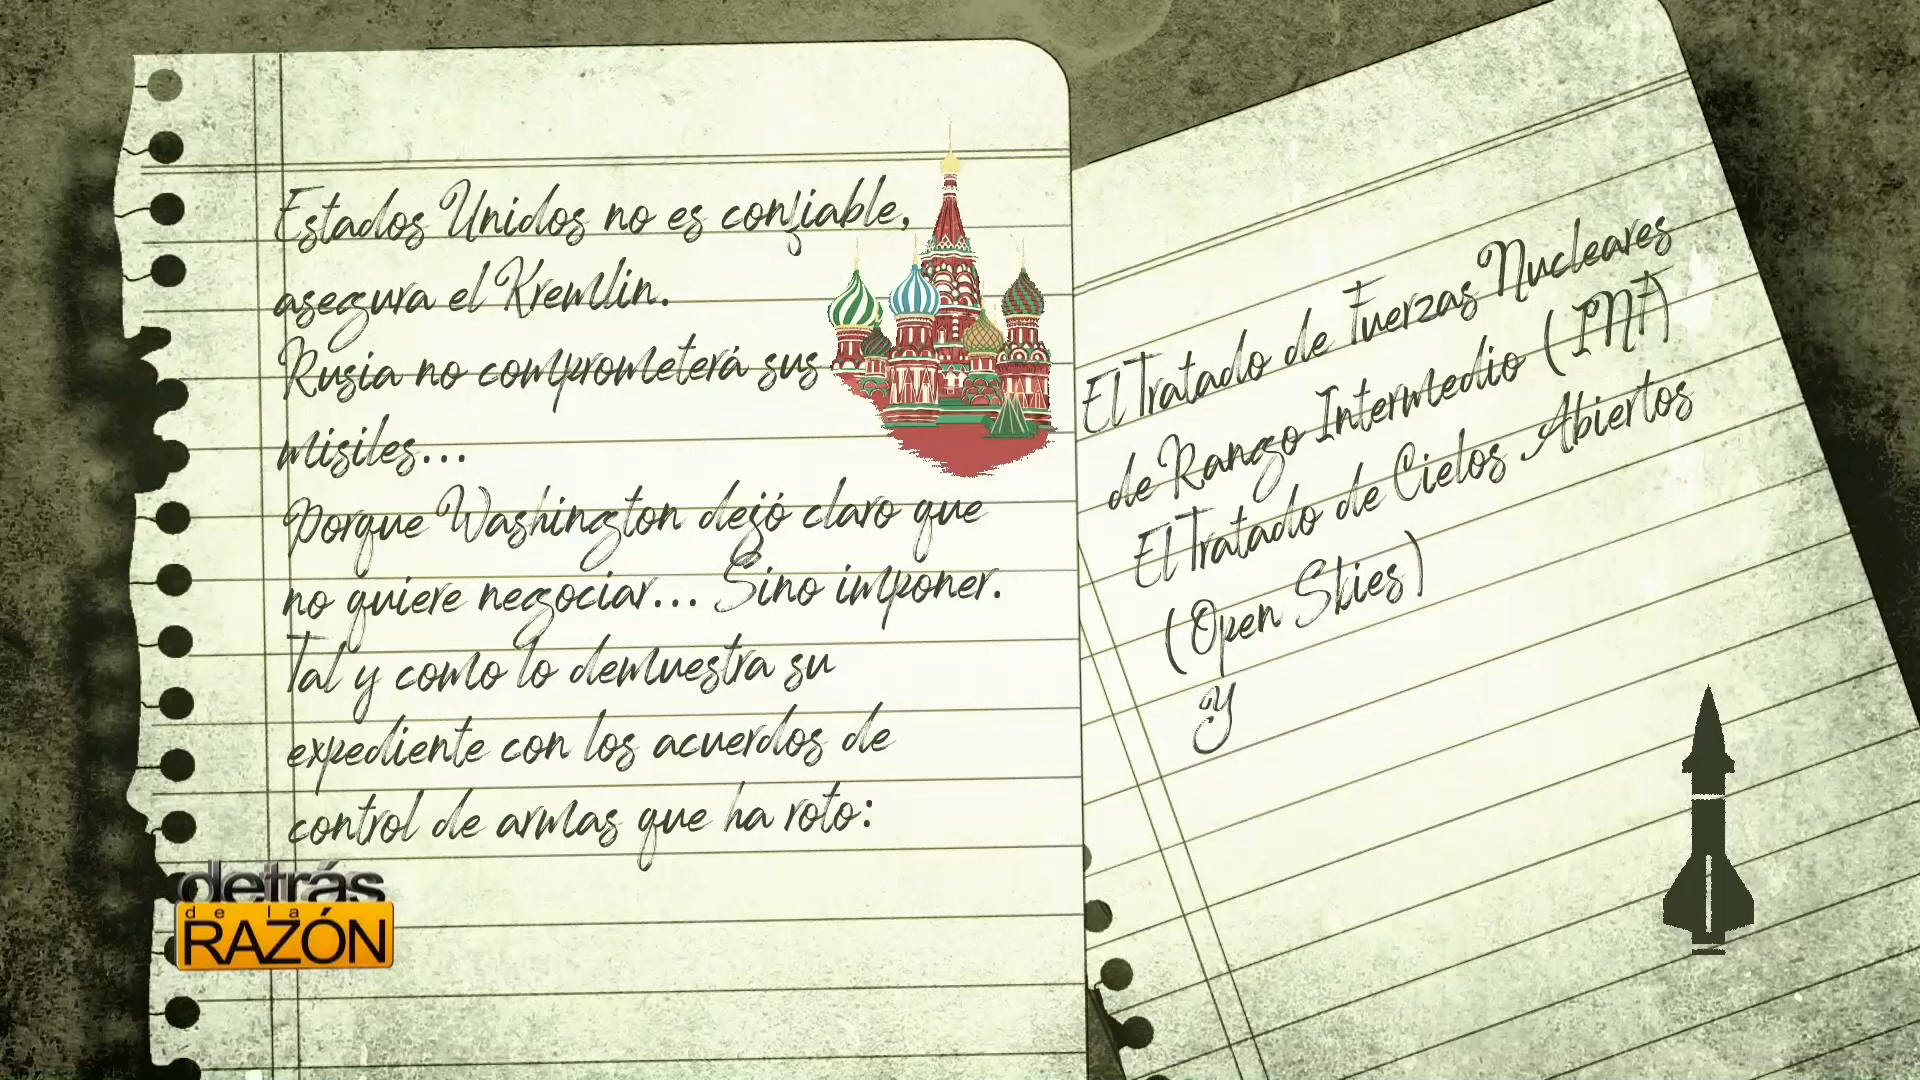 Estados Unidos no es confiable,
asegura el Kremlin.
Rusia no comprometerá sus
misiles...
Porque Washington dejó claro que
no quiere negociar... Sino imponer.
Tal y como lo demuestra su
expediente con los acuerdos de
control de armas que ha roto:
El Tratado de Fuerzas Nucleares
de Rango Intermedio (INF)
El Tratado de Cielos Abiertos
(Open Skies)
Y
detrás
de la
RAZÓN